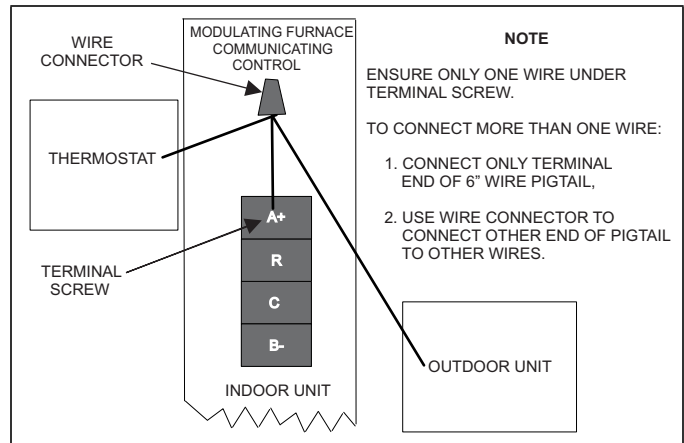 WIRE
CONNECTOR
MODULATING FURNACE
COMMUNICATING
CONTROL
THERMOSTAT
A+
R
C
B-
TERMINAL
SCREW
INDOOR UNIT
OUTDOOR UNIT
NOTE
ENSURE ONLY ONE WIRE UNDER
TERMINAL SCREW.
TO CONNECT MORE THAN ONE WIRE:
1. CONNECT ONLY TERMINAL
END OF 6” WIRE PIGTAIL,
2. USE WIRE CONNECTOR TO
CONNECT OTHER END OF PIGTAIL
TO OTHER WIRES.